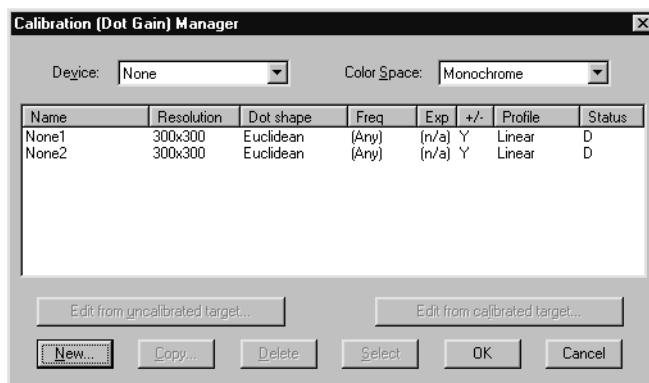 Calibration (Dot Gain) Manager
Device: None Color Space: Monochrome
Name Resolution Dot shape Freq Exp +/- Profile Status
None1 300x300 Euclidean (Any) (n/a) Y Linear D
None2 300x300 Euclidean (Any) (n/a) Y Linear D
Edit from uncalibrated target... Edit from calibrated target...
New... Copy... Delete Select OK Cancel